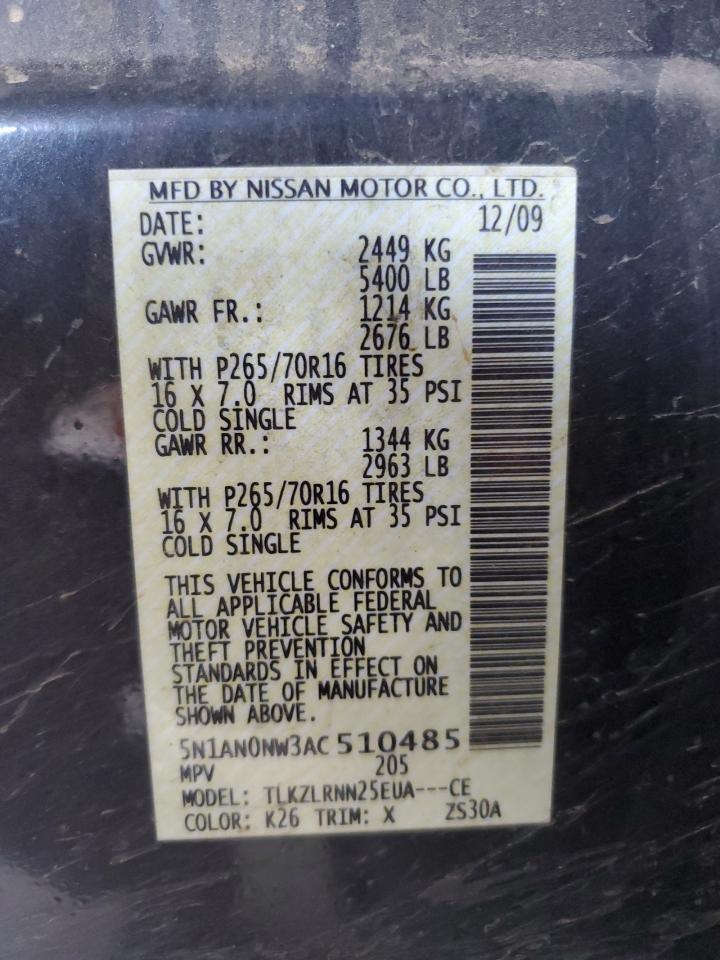 MFD BY NISSAN MOTOR CO., LTD.
DATE: 12/09
GVWR: 2449 KG
5400 LB
GAWR FR.: 1214 KG
2676 LB
WITH P265/70R16 TIRES
16 X 7.0 RIMS AT 35 PSI
COLD SINGLE
GAWR RR.: 1344 KG
2963 LB
WITH P265/70R16 TIRES
16 X 7.0 RIMS AT 35 PSI
COLD SINGLE
THIS VEHICLE CONFORMS TO
ALL APPLICABLE FEDERAL
MOTOR VEHICLE SAFETY AND
THEFT PREVENTION
STANDARDS IN EFFECT ON
THE DATE OF MANUFACTURE
SHOWN ABOVE.
5N1AN0NW3AC510485
MPV 205
MODEL: TLKZLRNN25EUA---CE
COLOR: K26 TRIM: X ZS30A